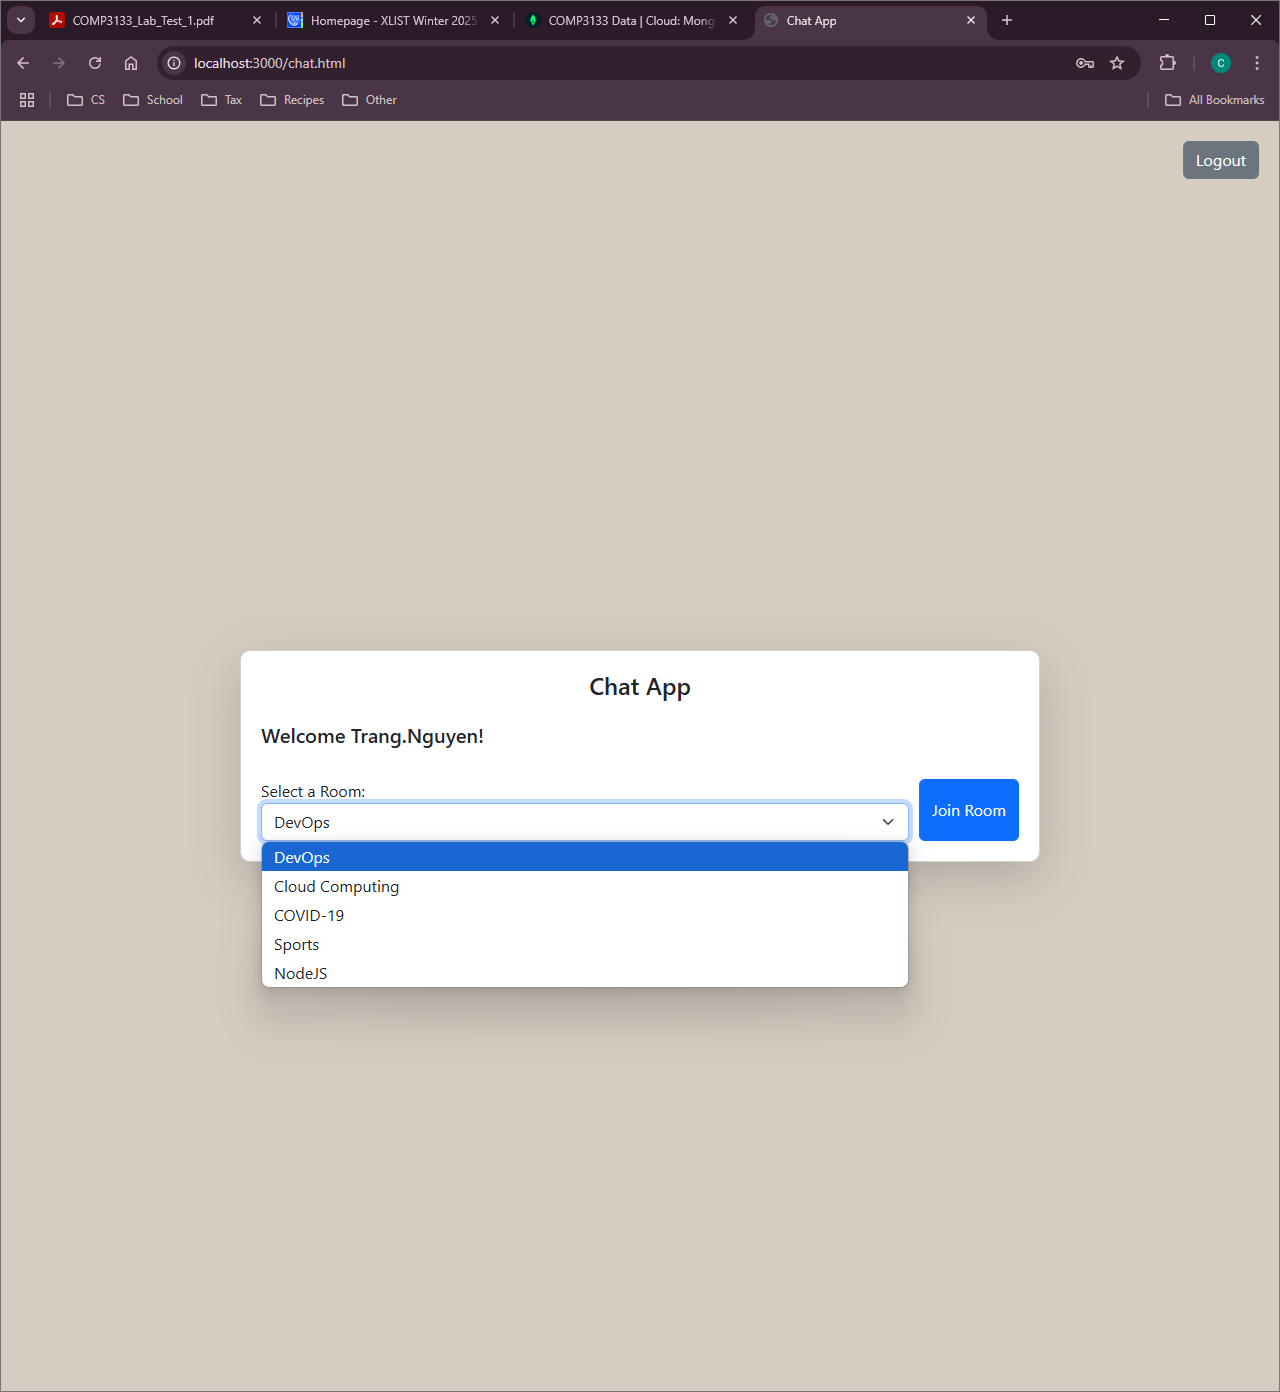 COMP3133_Lab_Test_1.pdf
Homepage - XLIST Winter 2025
COMP3133 Data | Cloud: Mong
Chat App
localhost:3000/chat.html
C
CS
School
Tax
Recipes
Other
All Bookmarks
Logout
Chat App
Welcome Trang.Nguyen!
Select a Room:
DevOps
Join Room
DevOps
Cloud Computing
COVID-19
Sports
NodeJS